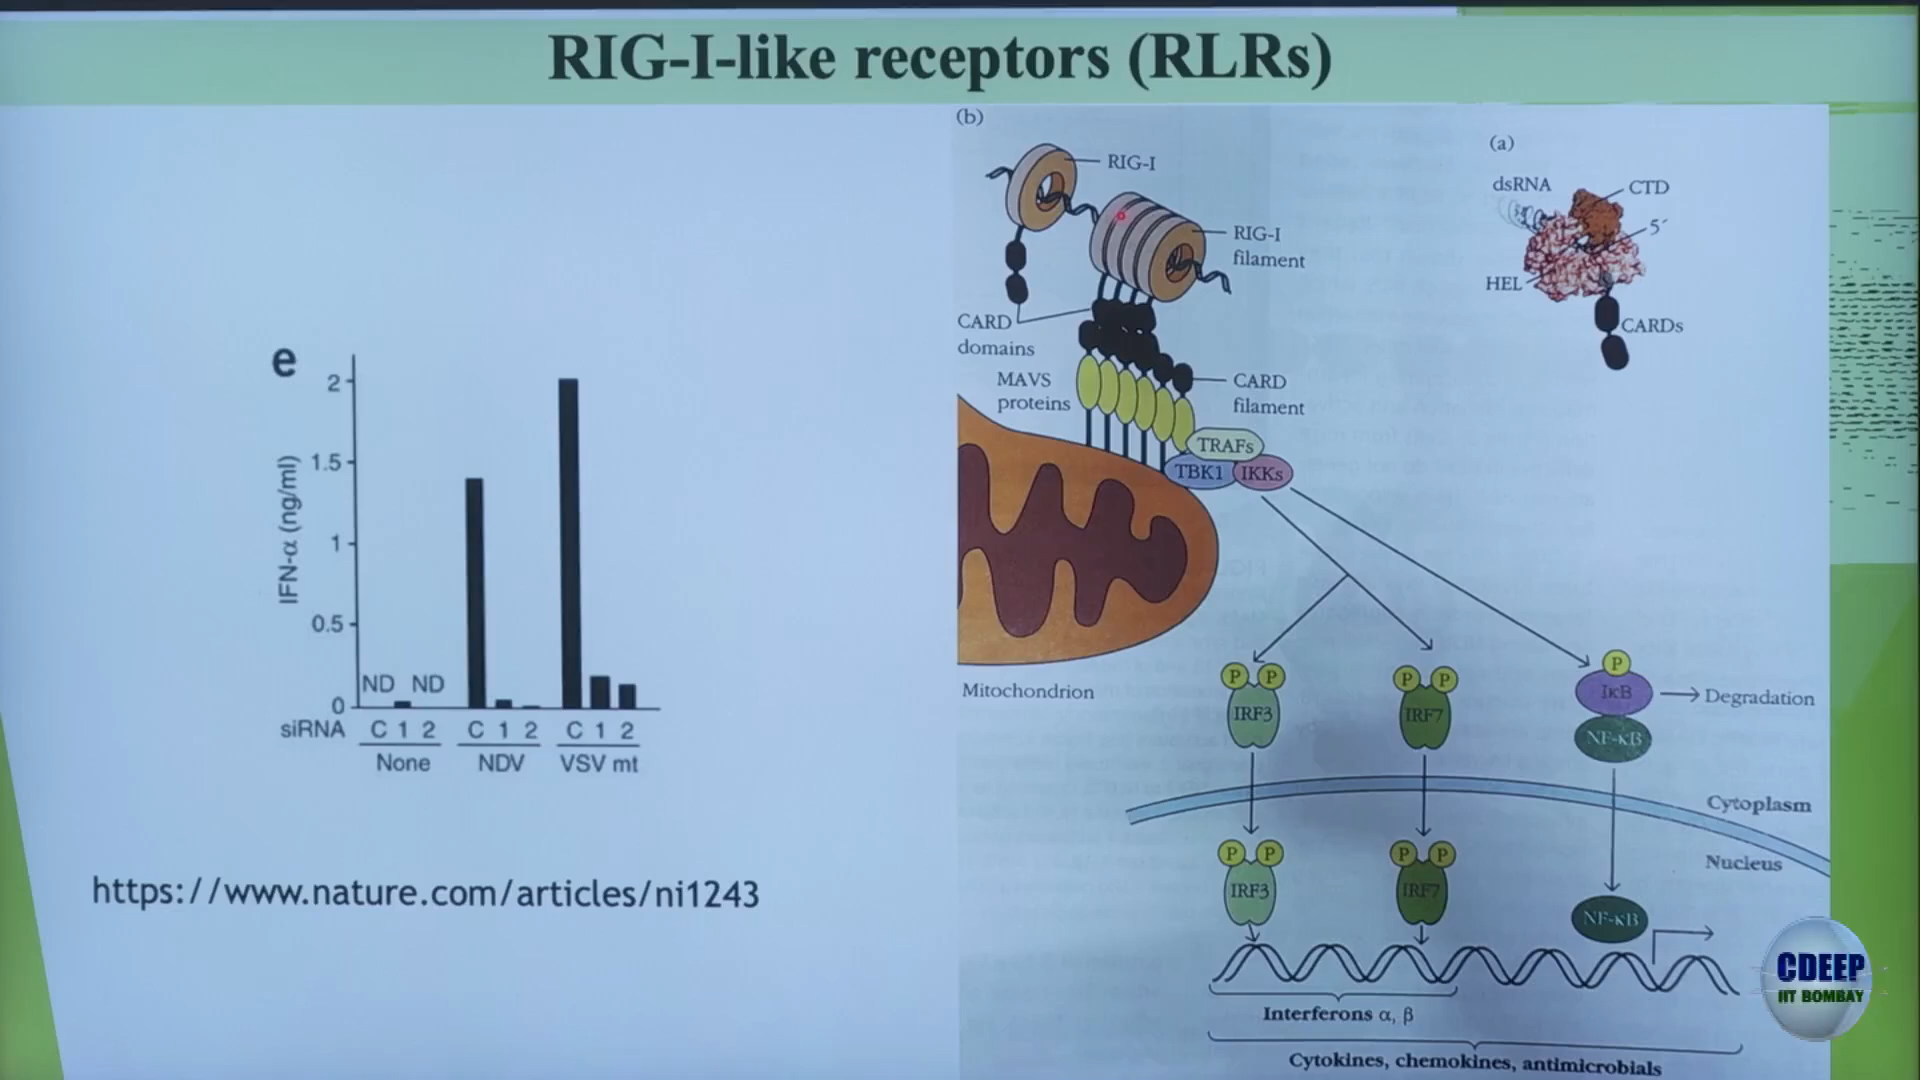 RIG-I-like receptors (RLRs)
e
2
1.5
1
0.5
0
IFN-α (ng/ml)
ND ND
siRNA C 1 2 C 1 2 C 1 2
None NDV VSV mt
https://www.nature.com/articles/ni1243
(b)
RIG-I
RIG-I
filament
CARD
domains
MAVS
proteins
CARD
filament
TRAFs
TBK1 IKKs
Mitochondrion
P P
IRF3
P P
IRF7
P
IκB
Degradation
NF-κB
Cytoplasm
Nucleus
P P
IRF3
P P
IRF7
NF-κB
Interferons α, β
Cytokines, chemokines, antimicrobials
(a)
dsRNA
CTD
5′
HEL
CARDs
CDEEP
IIT BOMBAY